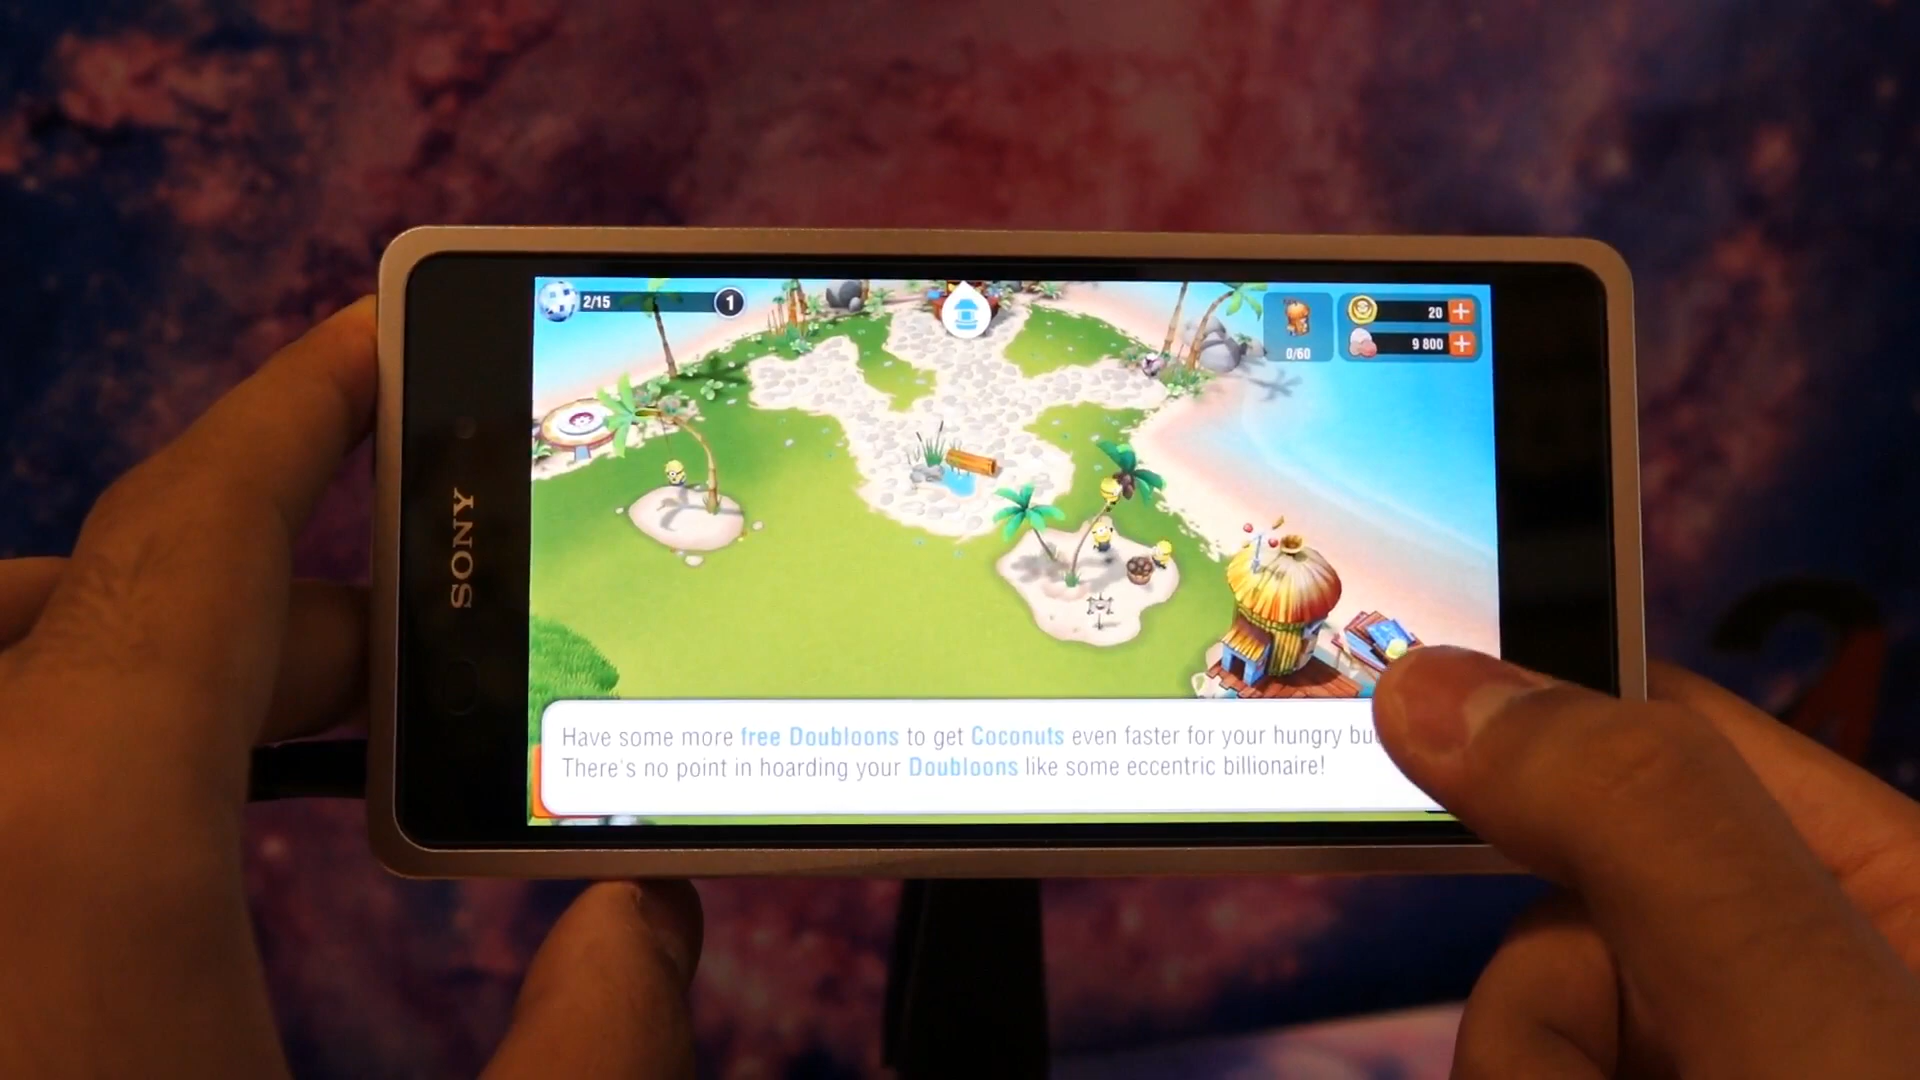 SONY
2/15
1
0/60
20
9 800
Have some more free Doubloons to get Coconuts even faster for your hungry
There's no point in hoarding your Doubloons like some eccentric billionaire!